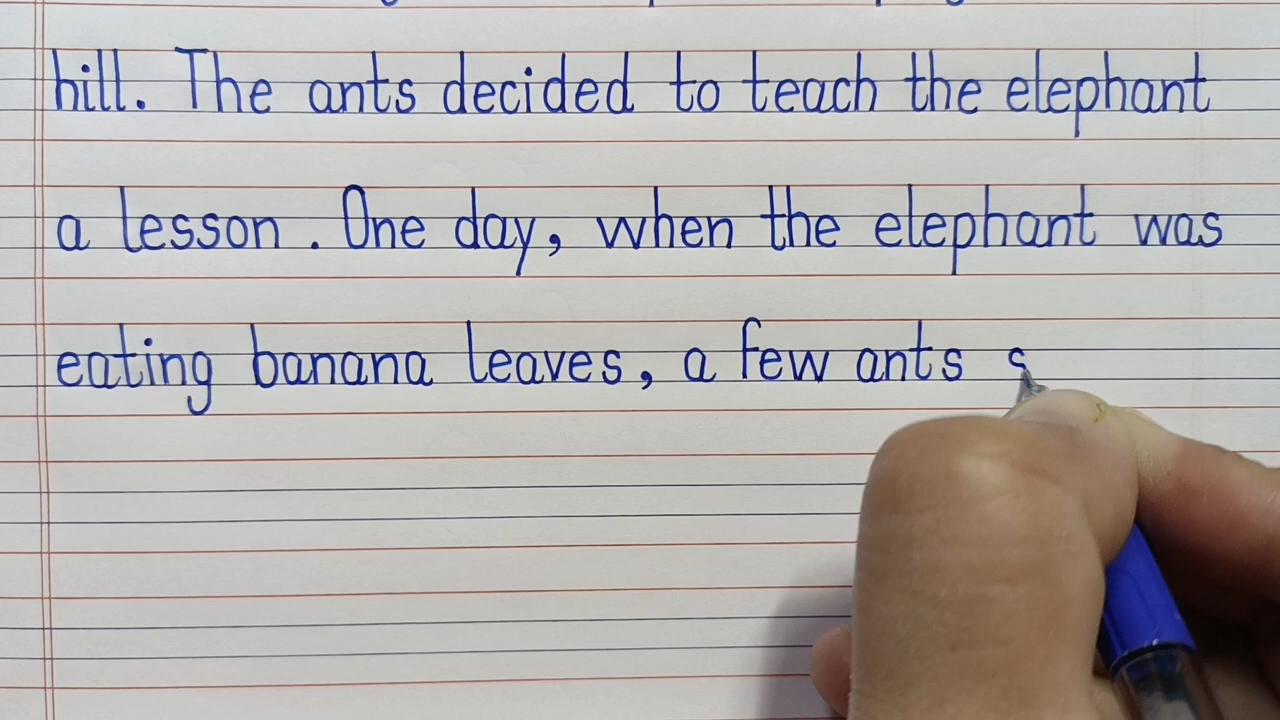 hill. The ants decided to teach the elephant
a lesson. One day, when the elephant was
eating banana leaves, a few ants s